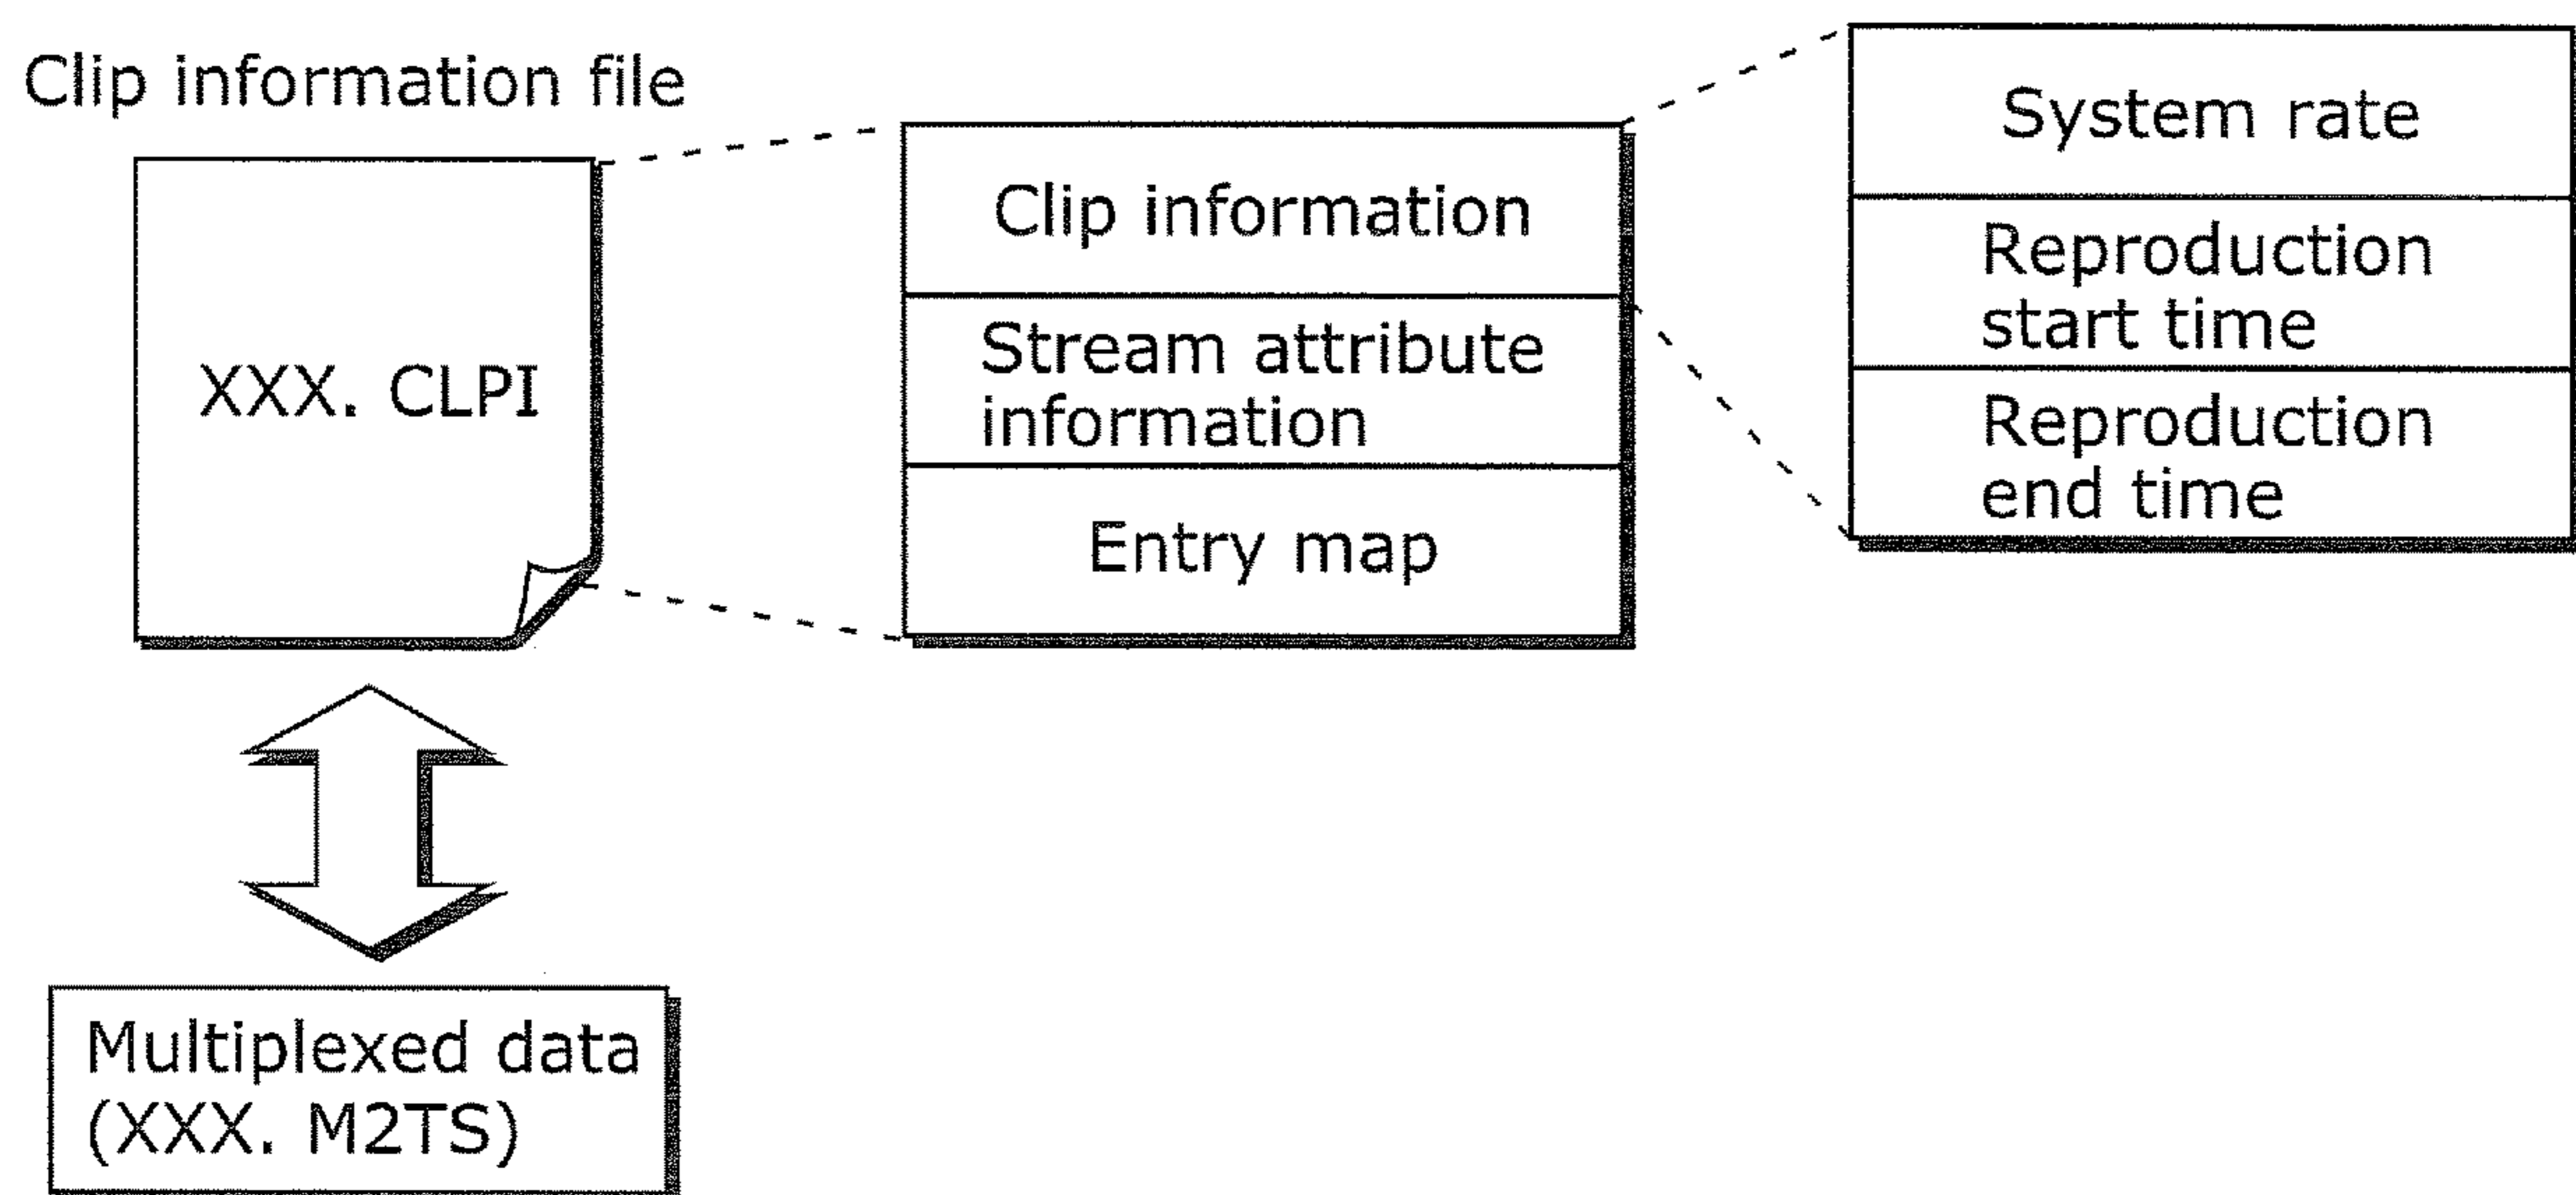 Clip information file
XXX. CLPI
Multiplexed data
(XXX. M2TS)
Clip information
Stream attribute
information
Entry map
System rate
Reproduction
start time
Reproduction
end time